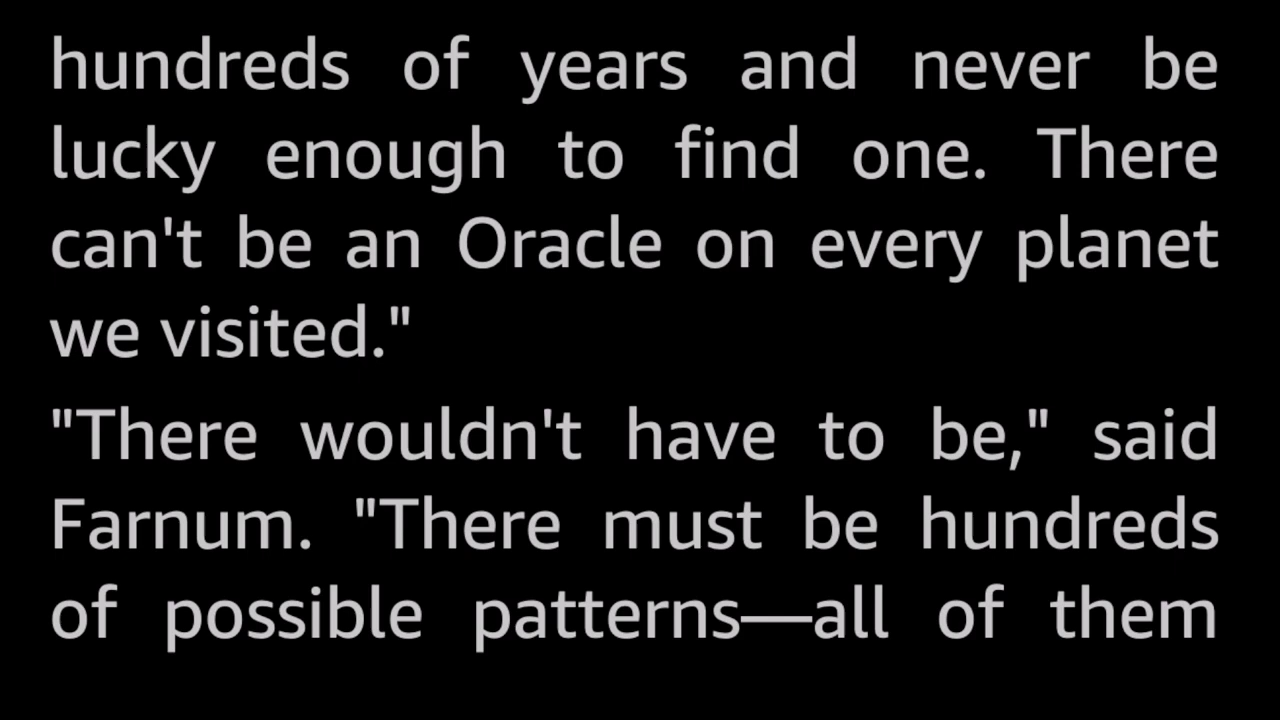 hundreds of years and never be
lucky enough to find one. There
can't be an Oracle on every planet
we visited."
"There wouldn't have to be," said
Farnum. "There must be hundreds
of possible patterns—all of them